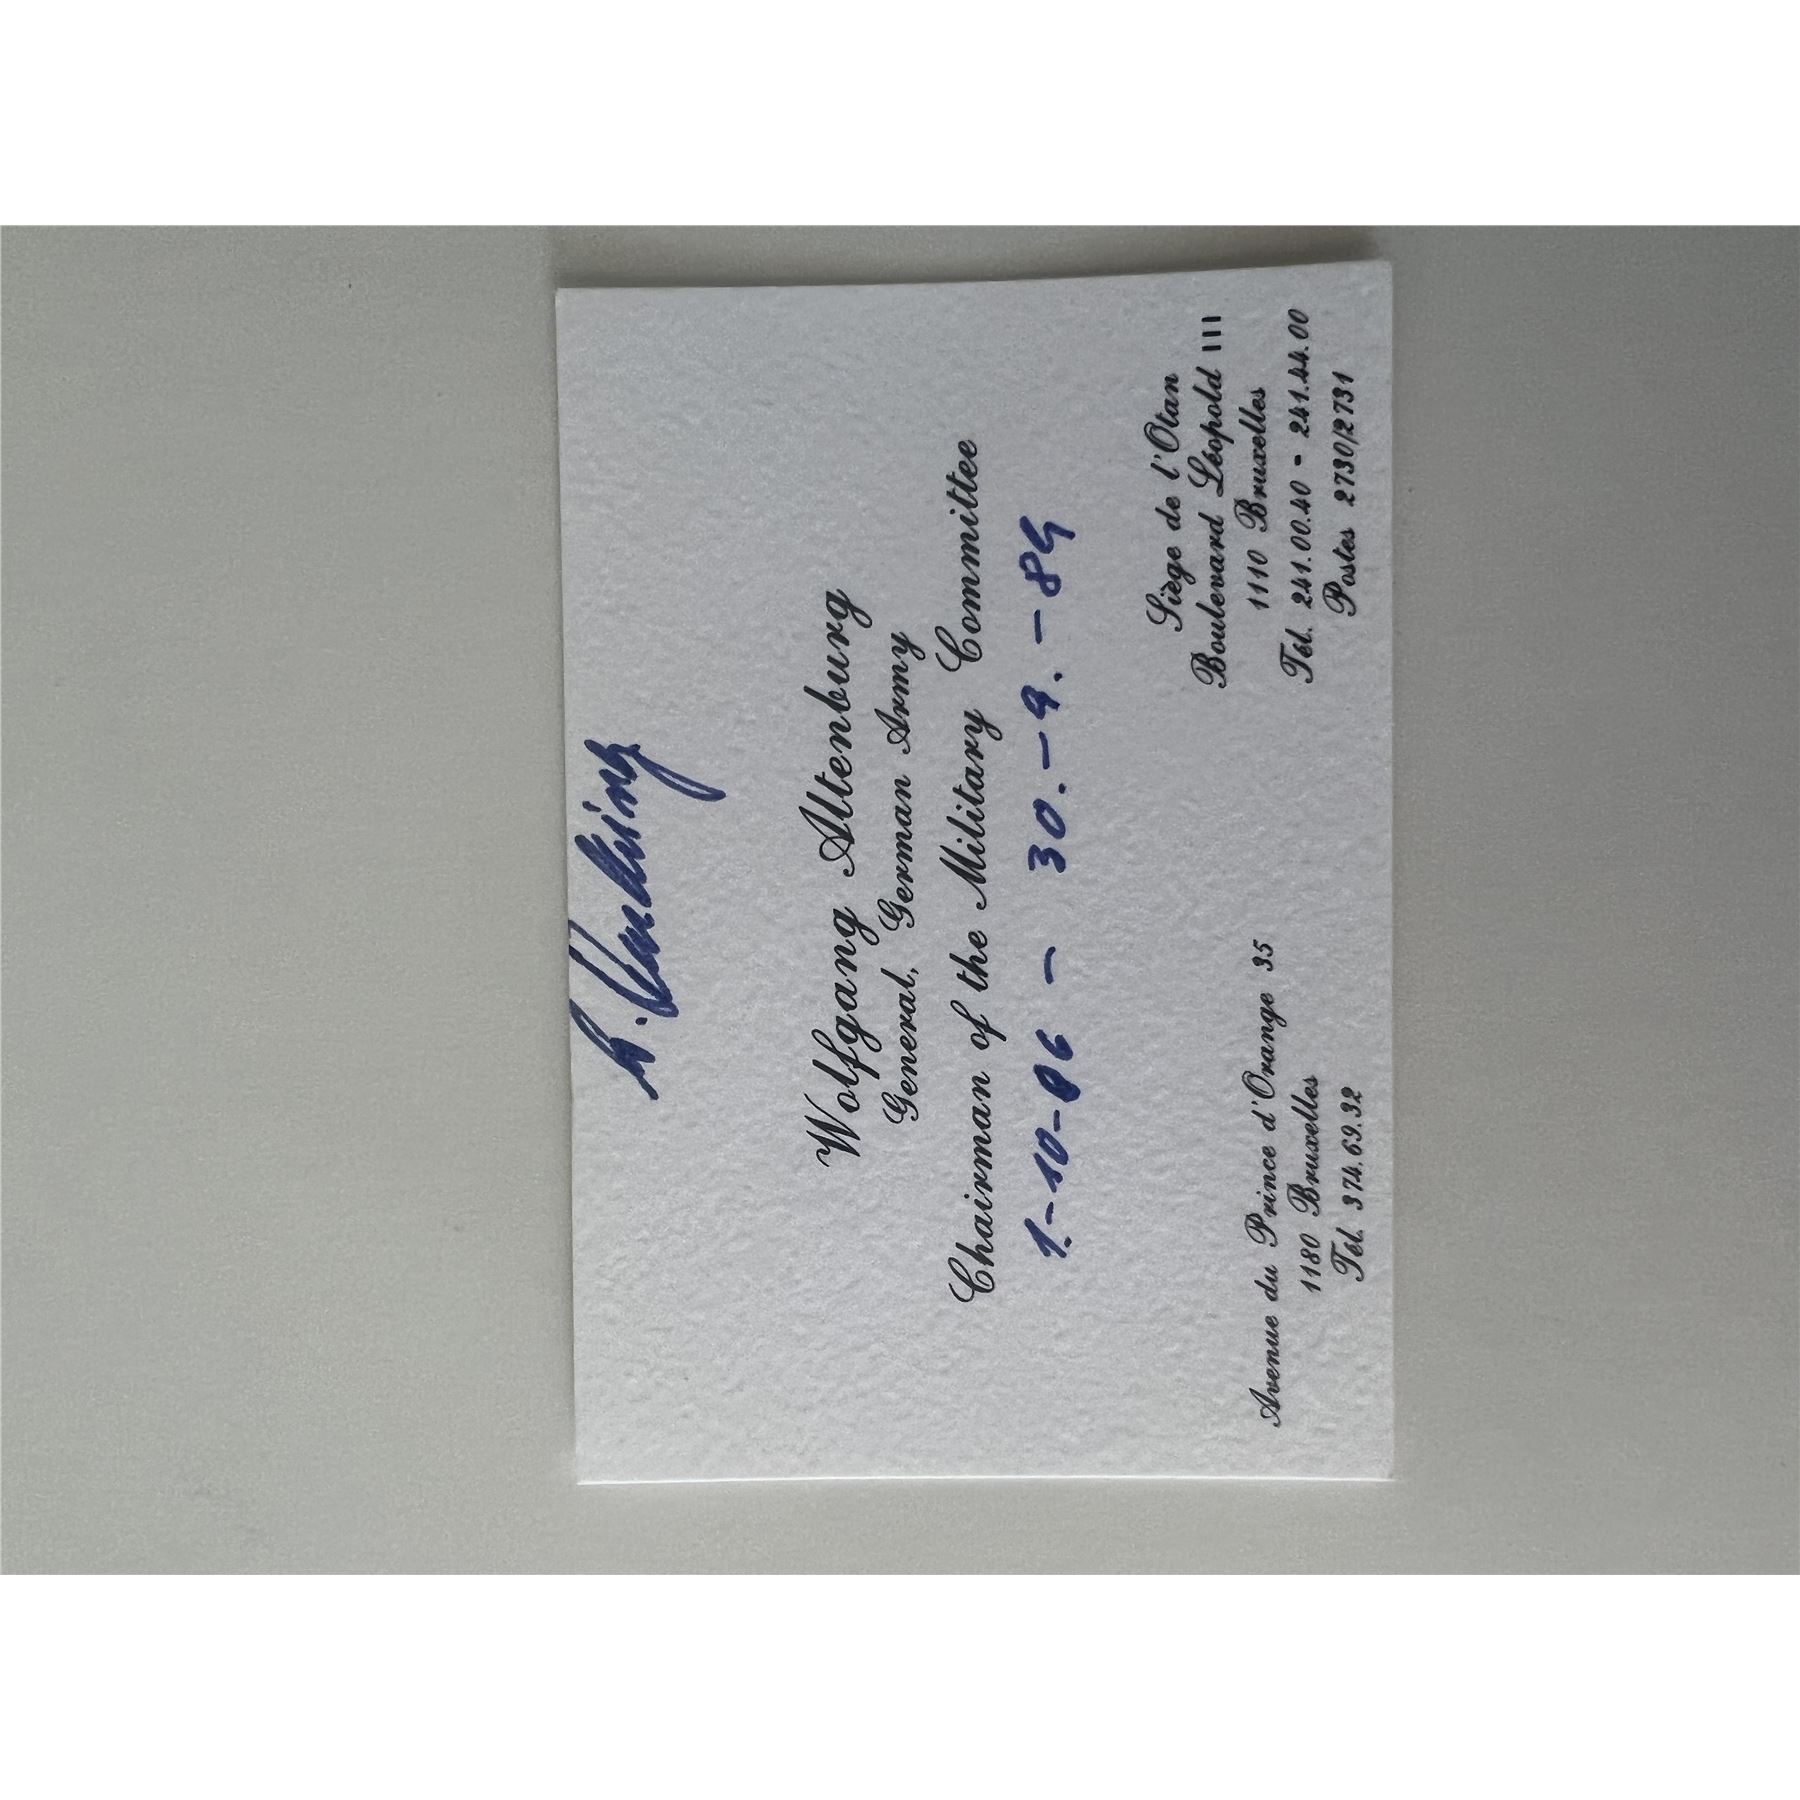 Wolfgang Altenburg
General, German Army
Chairman of the Military Committee
1.-10-86 - 30.-9.-89
Avenue du Prince d'Orange 35
1180 Bruxelles
Tél. 374.69.32
Siège de l'Otan
Boulevard Léopold III
1110 Bruxelles
Tél. 241.00.40 - 241.44.00
Postes 2730/2731